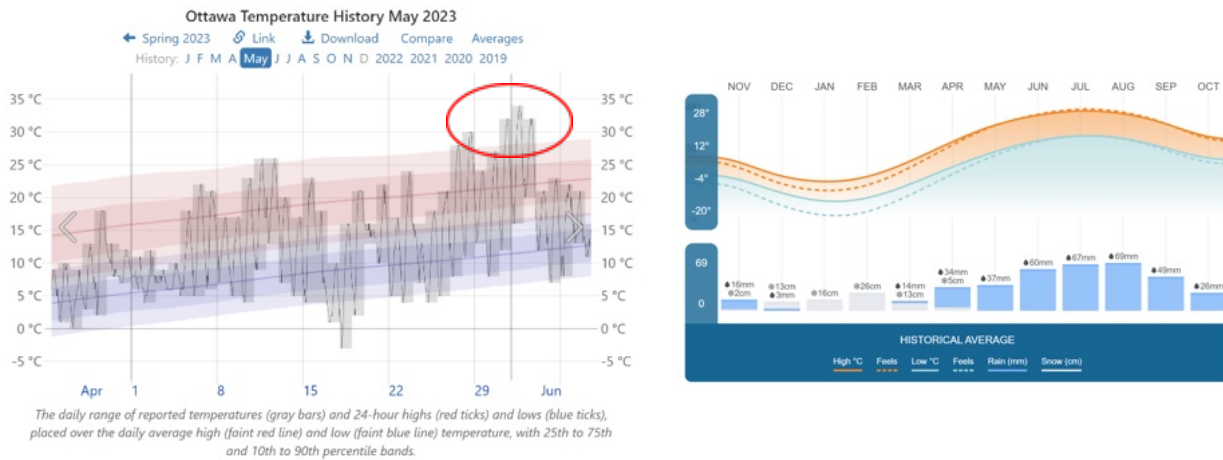 Ottawa Temperature History May 2023
Spring 2023 Link Download Compare Averages
History: J F M A May J J A S O N D 2022 2021 2020 2019
35 °C 35 °C
30 °C 30 °C
25 °C 25 °C
20 °C 20 °C
15 °C 15 °C
10 °C 10 °C
5 °C 5 °C
0 °C 0 °C
-5 °C -5 °C
Apr 1 8 15 22 29 Jun
The daily range of reported temperatures (gray bars) and 24-hour highs (red ticks) and lows (blue ticks),
placed over the daily average high (faint red line) and low (faint blue line) temperature, with 25th to 75th
and 10th to 90th percentile bands.
NOV DEC JAN FEB MAR APR MAY JUN JUL AUG SEP OCT
28°
12°
-4°
-20°
69
0
16mm 13cm 16cm 26cm 14mm 34mm 37mm 60mm 67mm 69mm 49mm 26mm
2cm 3mm 13cm 5cm
HISTORICAL AVERAGE
High °C Feels Low °C Feels Rain (mm) Snow (cm)